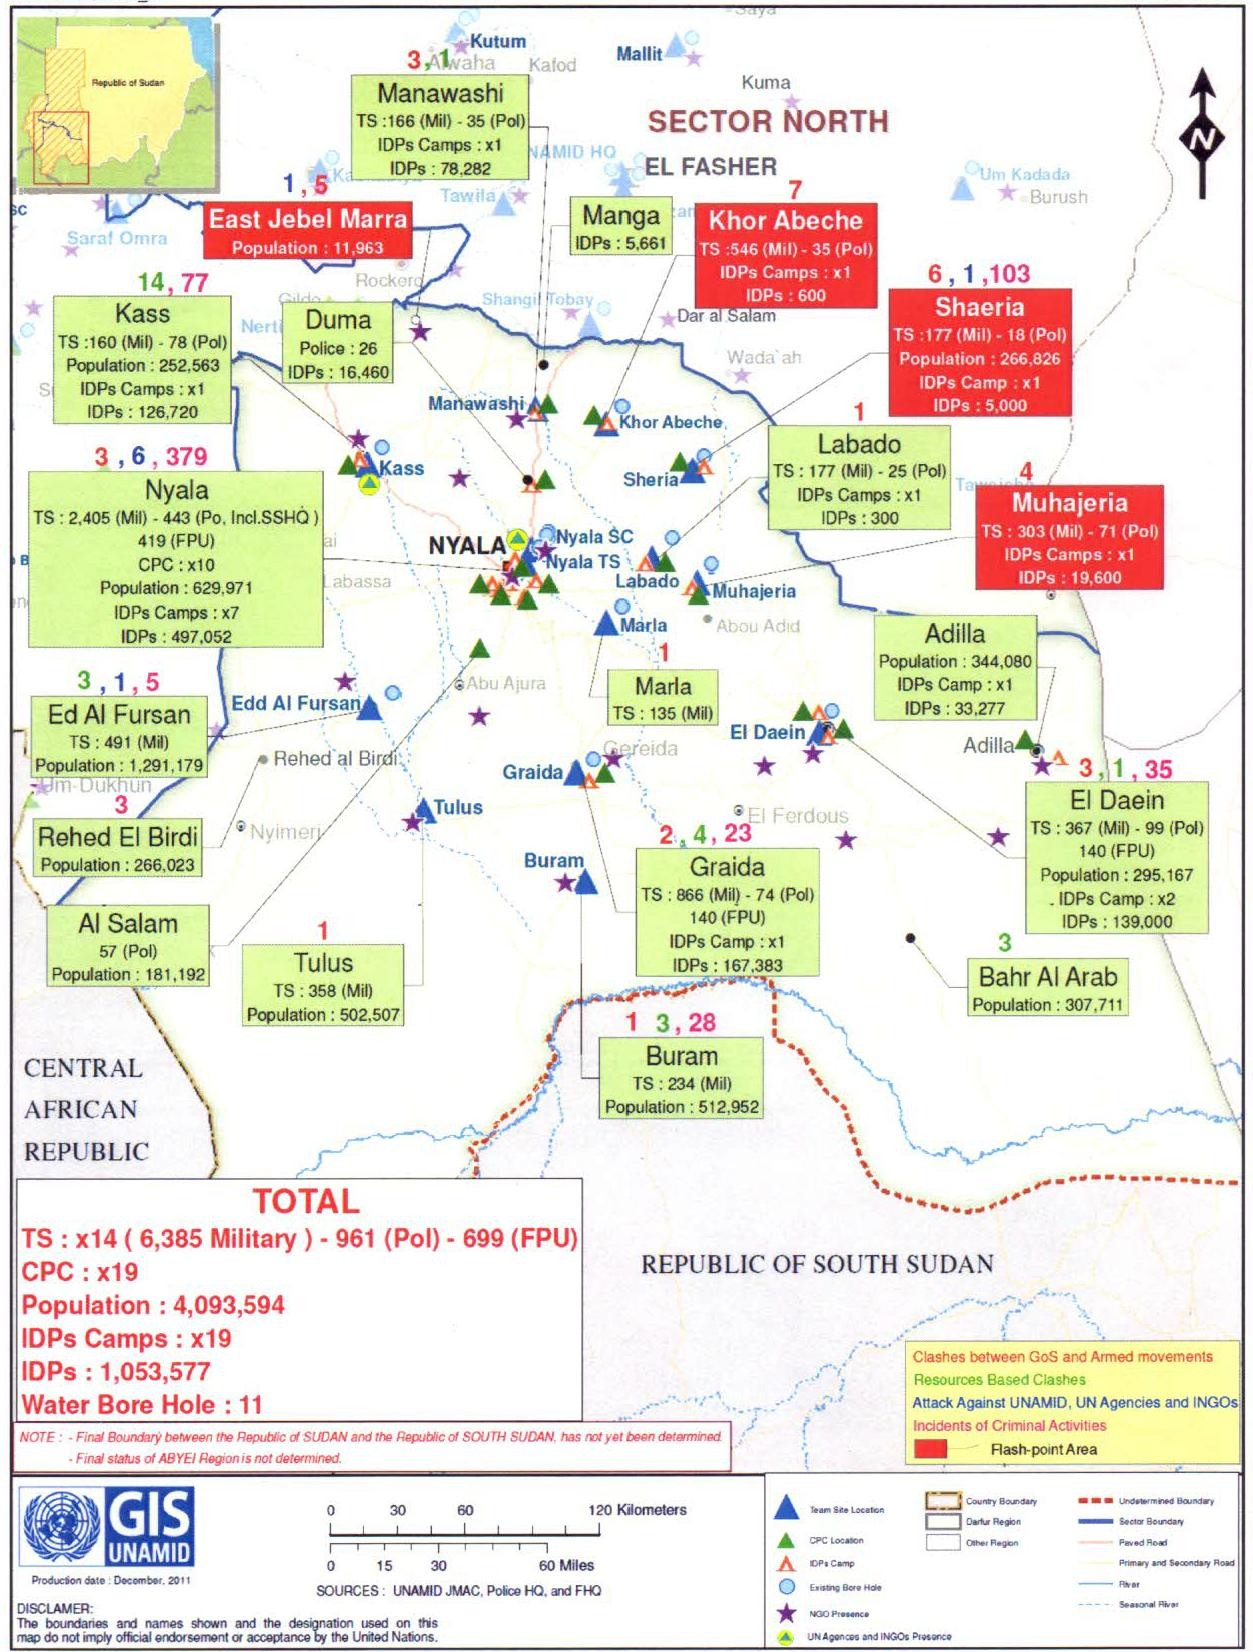 Saya
Republic of Sudan
Kutum
Mallit
3,1
Alwaha
Kafod
Kuma
Manawashi
TS :166 (Mil) - 35 (Pol)
IDPs Camps : x1
IDPs : 78,282
SECTOR NORTH
NAMID HQ
EL FASHER
N
Um Kadada
Burush
1 , 5
East Jebel Marra
Population : 11,963
Tawila
Saraf Omra
Manga
IDPs : 5,661
7
Khor Abeche
TS :546 (Mil) - 35 (Pol)
IDPs Camps : x1
IDPs : 600
Rockero
Gildo
Shangil Tobay
Dar al Salam
Wada`ah
14, 77
Kass
TS :160 (Mil) - 78 (Pol)
Population : 252,563
IDPs Camps : x1
IDPs : 126,720
Nerti
Duma
Police : 26
IDPs : 16,460
6 , 1 ,103
Shaeria
TS :177 (Mil) - 18 (Pol)
Population : 266,826
IDPs Camp : x1
IDPs : 5,000
Manawashi
Khor Abeche
1
Labado
TS : 177 (Mil) - 25 (Pol)
IDPs Camps : x1
IDPs : 300
Kass
Sheria
3 , 6 , 379
Nyala
TS : 2,405 (Mil) - 443 (Po, Incl.SSHQ )
419 (FPU)
CPC : x10
Population : 629,971
IDPs Camps : x7
IDPs : 497,052
4
Muhajeria
TS : 303 (Mil) - 71 (Pol)
IDPs Camps : x1
IDPs : 19,600
NYALA
Nyala SC
Nyala TS
Labassa
Labado
Muhajeria
Marla
Abou Adid
Adilla
Population : 344,080
IDPs Camp : x1
IDPs : 33,277
1
Marla
TS : 135 (Mil)
Abu Ajura
3 , 1 , 5
Ed Al Fursan
TS : 491 (Mil)
Population : 1,291,179
Edd Al Fursan
El Daein
Adilla
Rehed al Birdi
Gereida
Graida
Um-Dukhun
3
Rehed El Birdi
Population : 266,023
Nyimeri
Tulus
El Ferdous
3 , 1 , 35
El Daein
TS : 367 (Mil) - 99 (Pol)
140 (FPU)
Population : 295,167
IDPs Camp : x2
IDPs : 139,000
2 , 4 , 23
Graida
TS : 866 (Mil) - 74 (Pol)
140 (FPU)
IDPs Camp : x1
IDPs : 167,383
Buram
Al Salam
57 (Pol)
Population : 181,192
1
Tulus
TS : 358 (Mil)
Population : 502,507
3
Bahr Al Arab
Population : 307,711
1 3 , 28
Buram
TS : 234 (Mil)
Population : 512,952
CENTRAL
AFRICAN
REPUBLIC
REPUBLIC OF SOUTH SUDAN
TOTAL
TS : x14 ( 6,385 Military ) - 961 (Pol) - 699 (FPU)
CPC : x19
Population : 4,093,594
IDPs Camps : x19
IDPs : 1,053,577
Water Bore Hole : 11
NOTE : - Final Boundary between the Republic of SUDAN and the Republic of SOUTH SUDAN, has not yet been determined.
- Final status of ABYEI Region is not determined.
Clashes between GoS and Armed movements
Resources Based Clashes
Attack Against UNAMID, UN Agencies and INGOs
Incidents of Criminal Activities
Flash-point Area
GIS
UNAMID
Production date : December, 2011
0 30 60 120 Kilometers
0 15 30 60 Miles
SOURCES : UNAMID JMAC, Police HQ, and FHQ
DISCLAMER:
The boundaries and names shown and the designation used on this
map do not imply official endorsement or acceptance by the United Nations.
Team Site Location
CPC Location
IDPs Camp
Existing Bore Hole
NGO Presence
UN Agences and INGOs Presence
Country Boundary
Darfur Region
Other Region
Undetermined Boundary
Sector Boundary
Paved Road
Primary and Secondary Road
River
Seasonal River